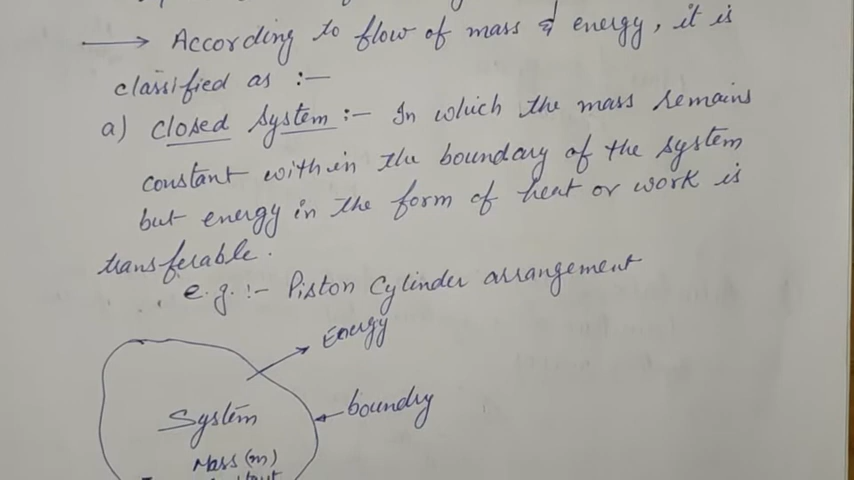 ⟶ According to flow of mass & energy, it is
classified as :-
a) Closed System :- In which the mass remains
constant within the boundary of the system
but energy in the form of heat or work is
transferable.
e.g. :- Piston Cylinder arrangement
Energy
System
boundry
Mass (m)